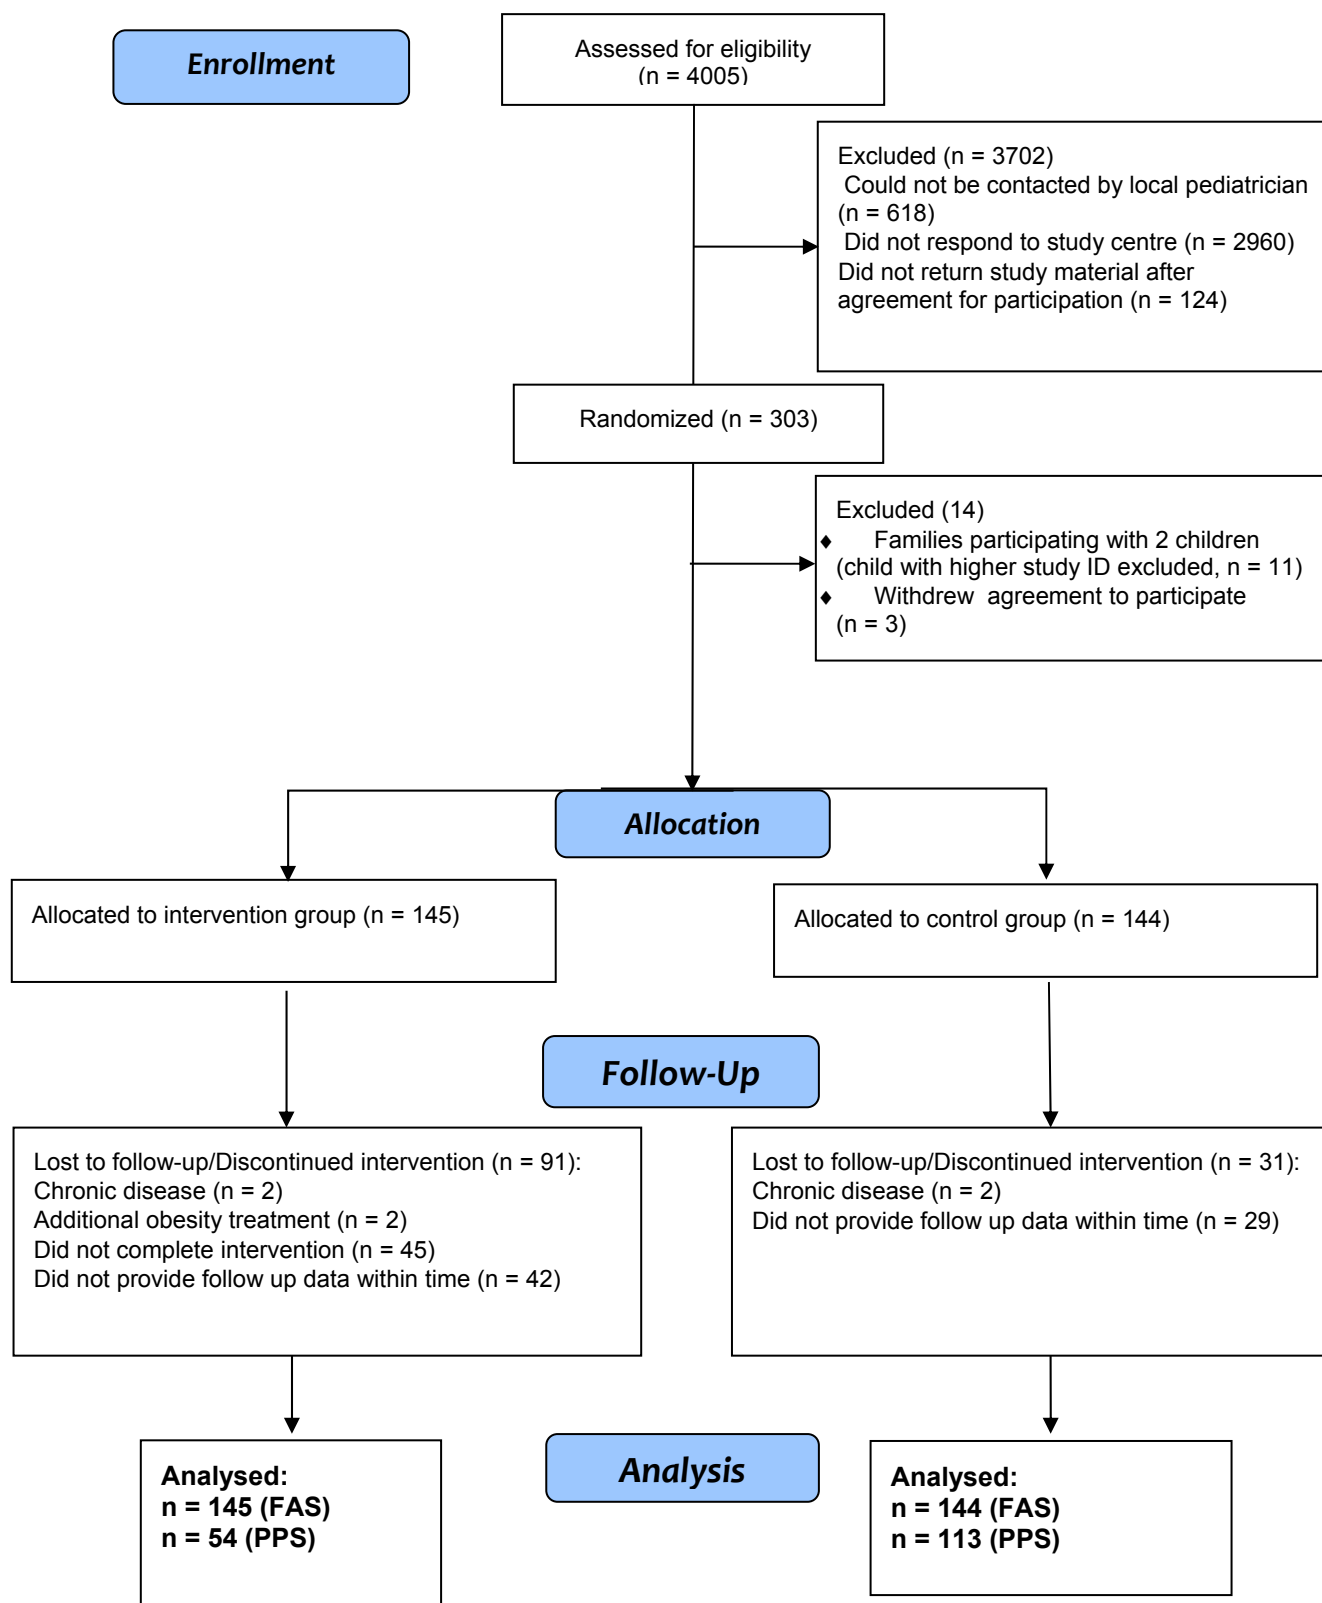 Enrollment
Assessed for eligibility
(n = 4005)
Excluded (n = 3702)
Could not be contacted by local pediatrician
(n = 618)
Did not respond to study centre (n = 2960)
Did not return study material after
agreement for participation (n = 124)
Randomized (n = 303)
Excluded (14)
♦ Families participating with 2 children
(child with higher study ID excluded, n = 11)
♦ Withdrew agreement to participate
(n = 3)
Allocation
Allocated to intervention group (n = 145)
Allocated to control group (n = 144)
Follow-Up
Lost to follow-up/Discontinued intervention (n = 91):
Chronic disease (n = 2)
Additional obesity treatment (n = 2)
Did not complete intervention (n = 45)
Did not provide follow up data within time (n = 42)
Lost to follow-up/Discontinued intervention (n = 31):
Chronic disease (n = 2)
Did not provide follow up data within time (n = 29)
Analysis
Analysed:
n = 145 (FAS)
n = 54 (PPS)
Analysed:
n = 144 (FAS)
n = 113 (PPS)